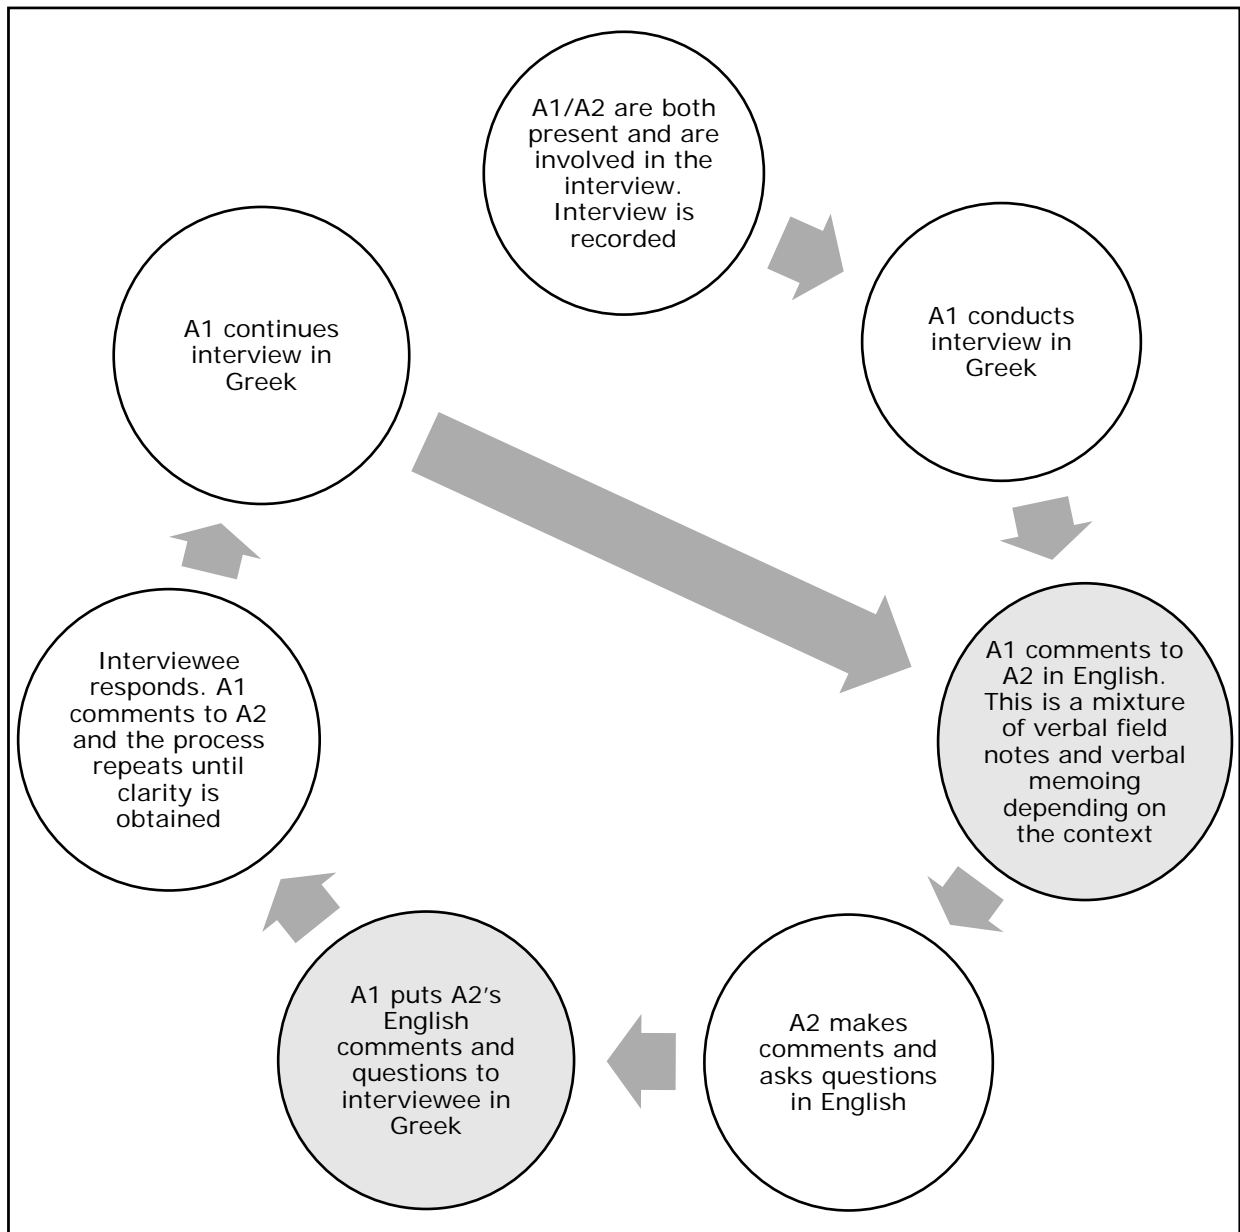 A1/A2 are both
present and are
involved in the
interview.
Interview is
recorded
A1 conducts
interview in
Greek
A1 comments to
A2 in English.
This is a mixture
of verbal field
notes and verbal
memoing
depending on
the context
A2 makes
comments and
asks questions
in English
A1 puts A2's
English
comments and
questions to
interviewee in
Greek
Interviewee
responds. A1
comments to A2
and the process
repeats until
clarity is
obtained
A1 continues
interview in
Greek